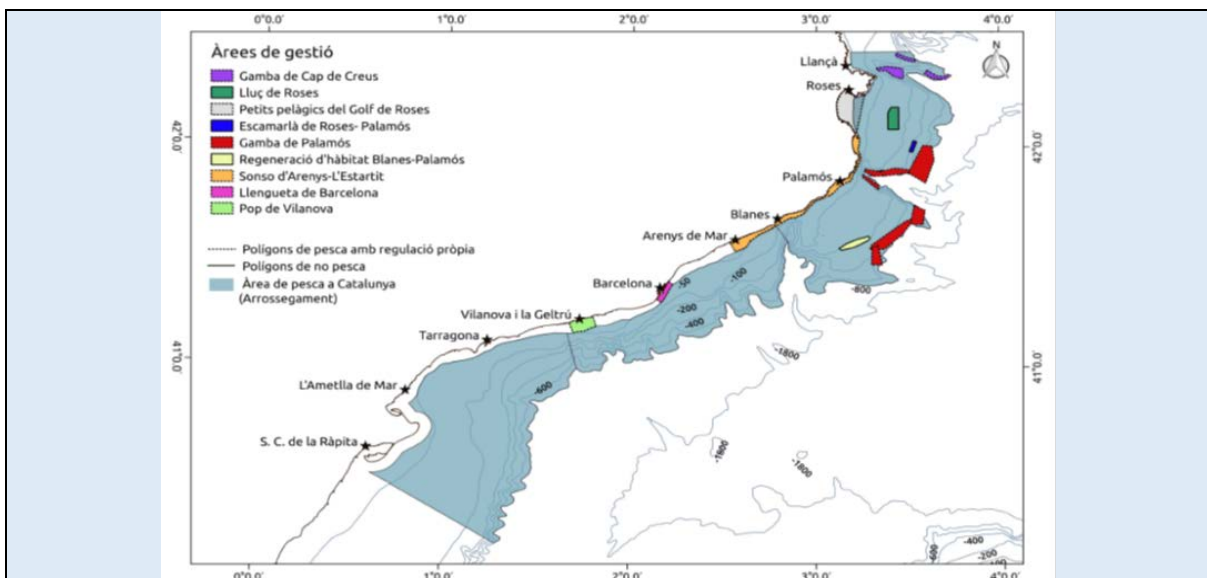 0°0.0´ 1°0.0´ 2°0.0´ 3°0.0´ 4°0.0´
Àrees de gestió
Gamba de Cap de Creus
Lluç de Roses
Petits pelàgics del Golf de Roses
Escamarlà de Roses- Palamós
Gamba de Palamós
Regeneració d'hàbitat Blanes-Palamós
Sonso d'Arenys-L'Estartit
Llengueta de Barcelona
Pop de Vilanova
Polígons de pesca amb regulació pròpia
Polígons de no pesca
Àrea de pesca a Catalunya
(Arrossegament)
N
Llançà
Roses
42°0.0´
42°0.0´
Palamós
Blanes
Arenys de Mar
Barcelona
-50
-100
-200
-400
-800
Vilanova i la Geltrú
Tarragona
41°0.0´
41°0.0´
-1800
L'Ametlla de Mar
-600
S. C. de la Ràpita
-1800
-1800
-400
-600
-200
0°0.0´ 1°0.0´ 2°0.0´ 3°0.0´ 4°0.0´